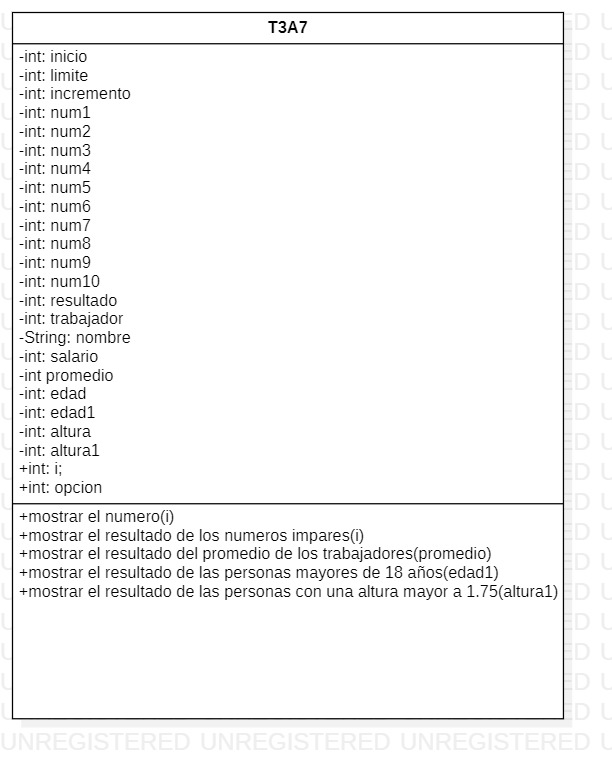 T3A7
-int: inicio
-int: limite
-int: incremento
-int: num1
-int: num2
-int: num3
-int: num4
-int: num5
-int: num6
-int: num7
-int: num8
-int: num9
-int: num10
-int: resultado
-int: trabajador
-String: nombre
-int: salario
-int promedio
-int: edad
-int: edad1
-int: altura
-int: altura1
+int: i;
+int: opcion
+mostrar el numero(i)
+mostrar el resultado de los numeros impares(i)
+mostrar el resultado del promedio de los trabajadores(promedio)
+mostrar el resultado de las personas mayores de 18 años(edad1)
+mostrar el resultado de las personas con una altura mayor a 1.75(altura1)
UNREGISTERED UNREGISTERED UNREGISTERED U